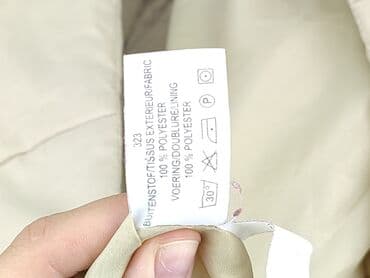 323
BUITENSTOF/TISSUS EXTERIEUR/FABRIC
100 % POLYESTER
VOERING/DOUBLURE/LINING
100 % POLYESTER
30° P